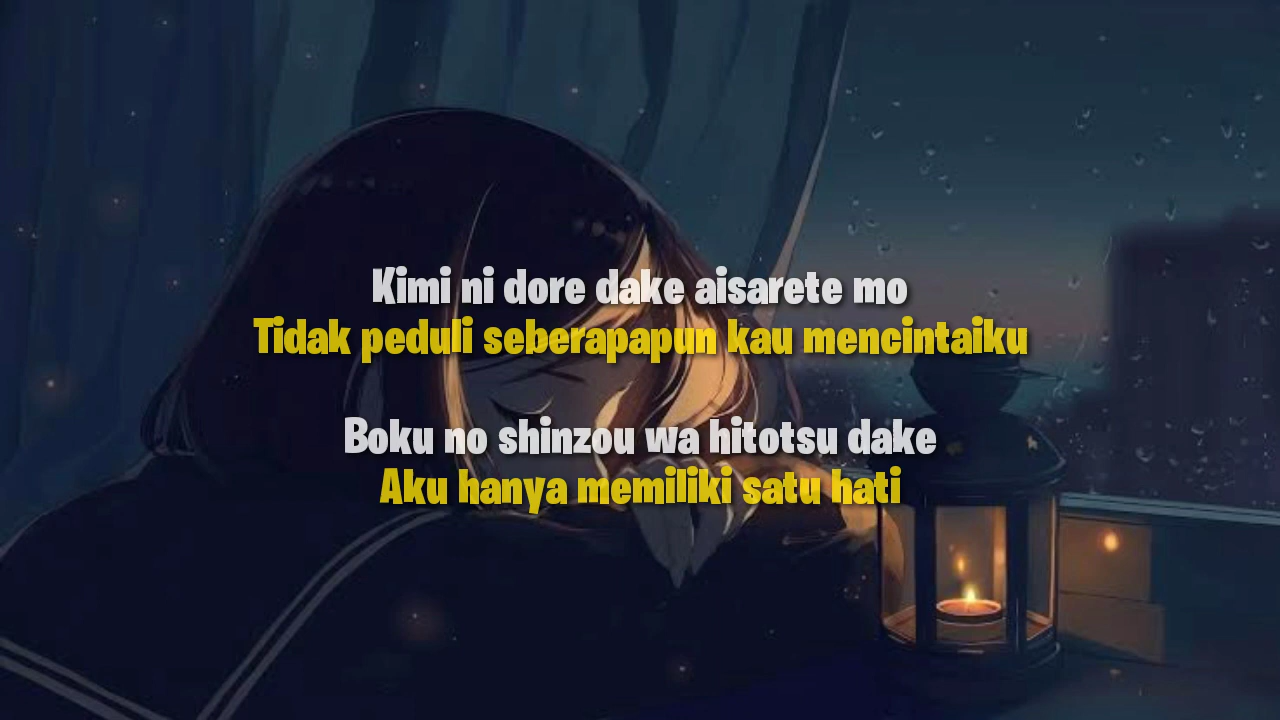 Kimi ni dore dake aisarete mo
Tidak peduli seberapapun kau mencintaiku
Boku no shinzou wa hitotsu dake
Aku hanya memiliki satu hati